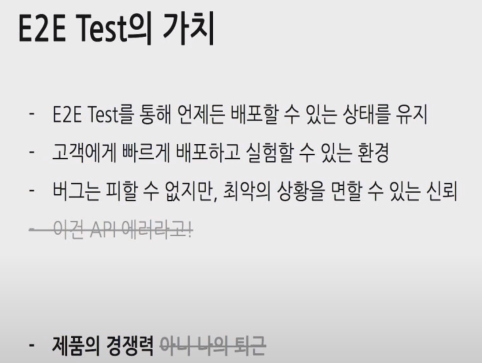 E2E Test의 가치
- E2E Test를 통해 언제든 배포할 수 있는 상태를 유지
- 고객에게 빠르게 배포하고 실험할 수 있는 환경
- 버그는 피할 수 없지만, 최악의 상황을 면할 수 있는 신뢰
- 이건 API 에러라고!
- 제품의 경쟁력 아니 나의 퇴근